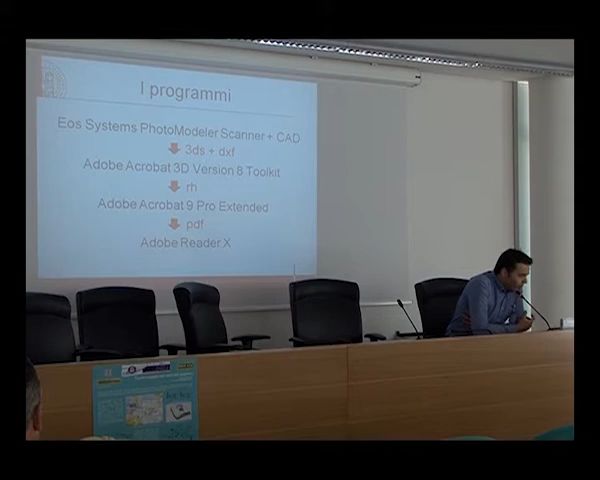 I programmi
Eos Systems PhotoModeler Scanner + CAD
3ds + dxf
Adobe Acrobat 3D Version 8 Toolkit
rh
Adobe Acrobat 9 Pro Extended
pdf
Adobe Reader X